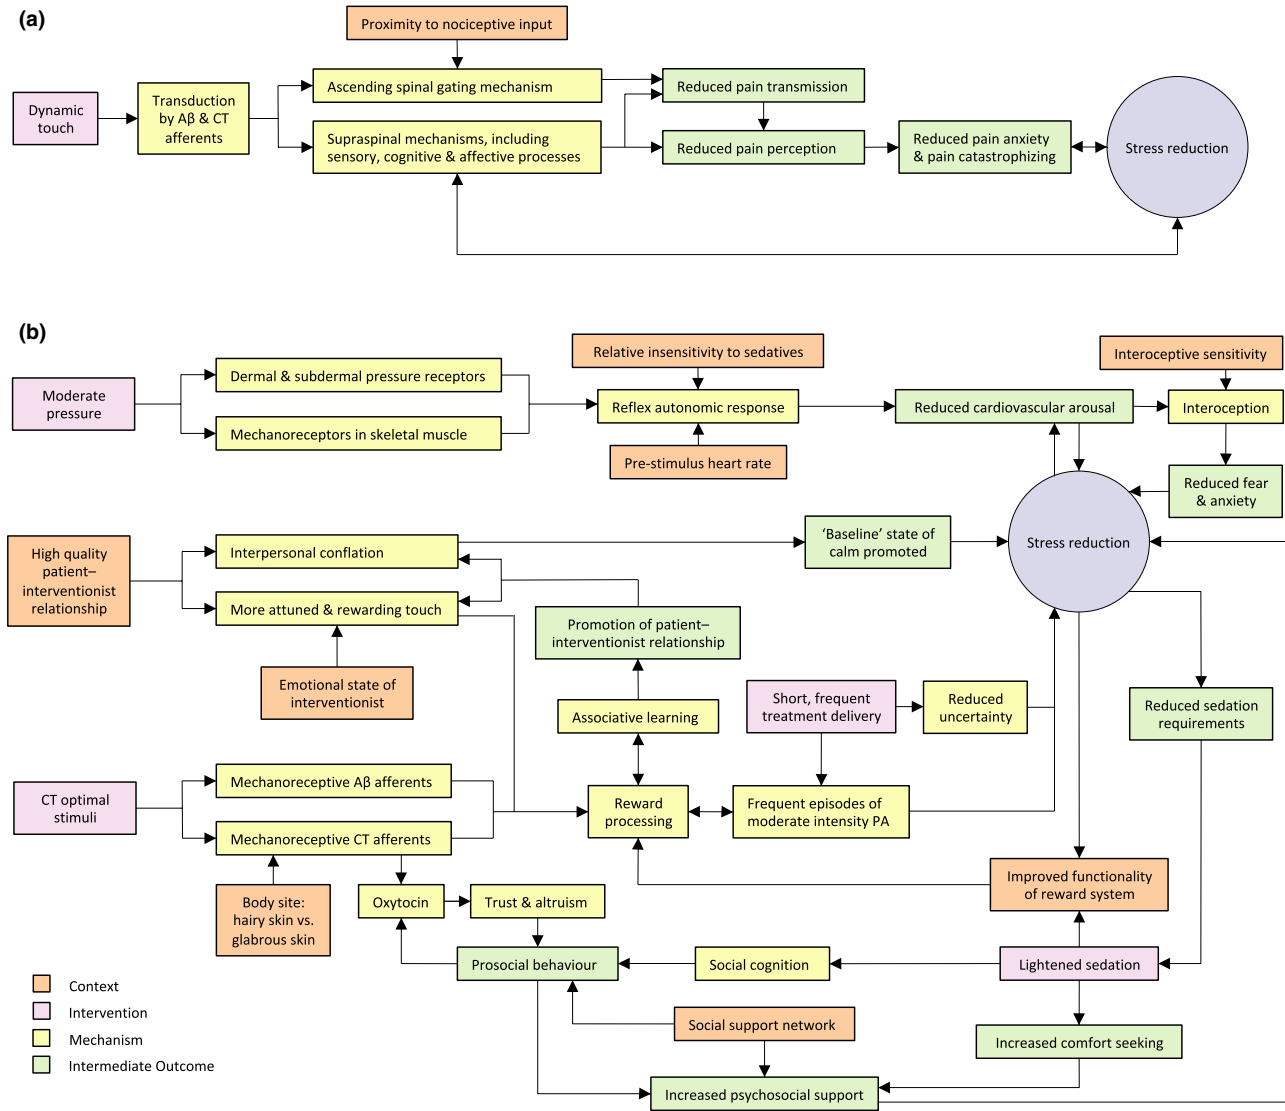 (a)
Proximity to nociceptive input
Dynamic
touch
Transduction
by Aβ & CT
afferents
Ascending spinal gating mechanism
Supraspinal mechanisms, including
sensory, cognitive & affective processes
Reduced pain transmission
Reduced pain perception
Reduced pain anxiety
& pain catastrophizing
Stress reduction
(b)
Relative insensitivity to sedatives
Interoceptive sensitivity
Moderate
pressure
Dermal & subdermal pressure receptors
Mechanoreceptors in skeletal muscle
Reflex autonomic response
Reduced cardiovascular arousal
Interoception
Pre-stimulus heart rate
Reduced fear
& anxiety
High quality
patient–
interventionist
relationship
Interpersonal conflation
More attuned & rewarding touch
‘Baseline’ state of
calm promoted
Stress reduction
Promotion of patient–
interventionist relationship
Emotional state of
interventionist
Associative learning
Short, frequent
treatment delivery
Reduced
uncertainty
Reduced sedation
requirements
CT optimal
stimuli
Mechanoreceptive Aβ afferents
Mechanoreceptive CT afferents
Reward
processing
Frequent episodes of
moderate intensity PA
Body site:
hairy skin vs.
glabrous skin
Oxytocin
Trust & altruism
Improved functionality
of reward system
Prosocial behaviour
Social cognition
Lightened sedation
Social support network
Increased comfort seeking
Increased psychosocial support
Context
Intervention
Mechanism
Intermediate Outcome